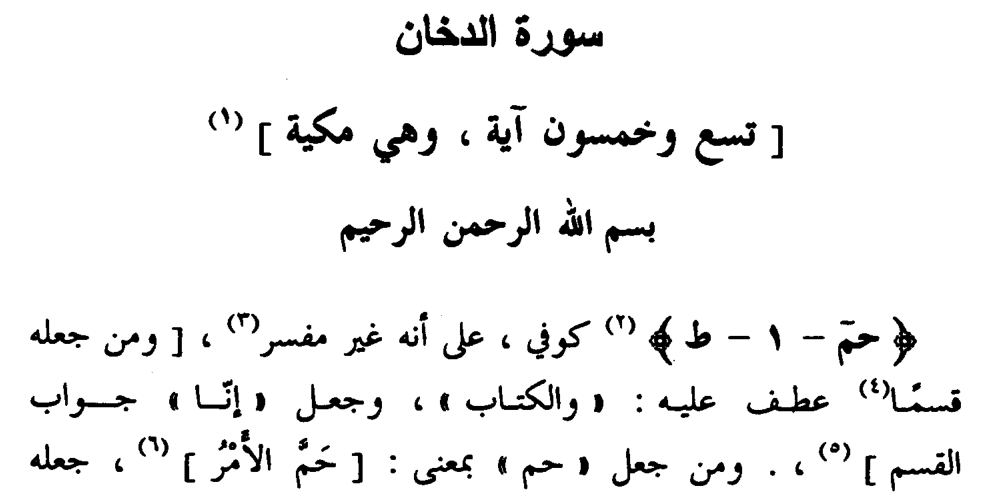 سورة الدخان
[ تسع وخمسون آية ، وهي مكية ] (١)
بسم الله الرحمن الرحيم
﴿ حمۤ – ١ – ط ﴾ (٢) كوفي ، على أنه غير مفسر (٣) ، [ ومن جعله
قسمًا (٤) عطف عليه : « والكتاب » ، وجعل « إنّا » جواب
القسم ] (٥) ، . ومن جعل « حم » بمعنى : [ حَمَّ الأَمْرُ ] (٦) ، جعله